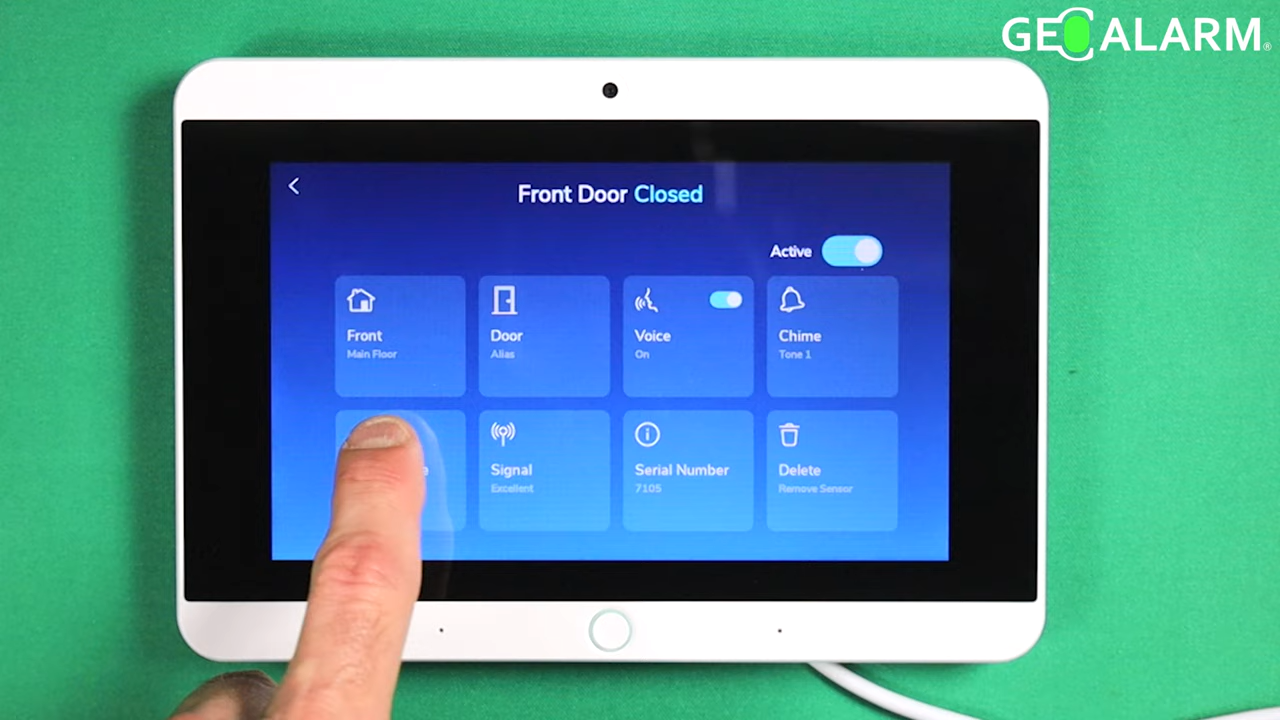 GEOALARM®
Front Door Closed
Active
Front
Main Floor
Door
Alias
Voice
On
Chime
Tone 1
Signal
Excellent
Serial Number
7105
Delete
Remove Sensor